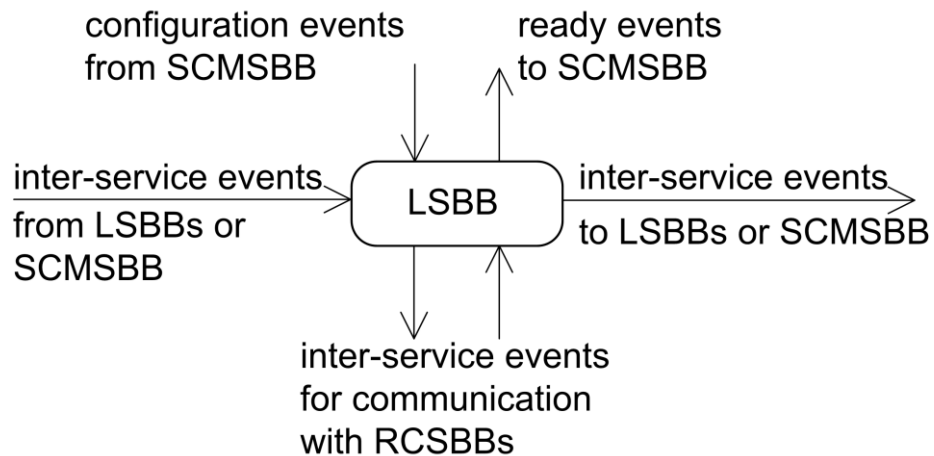 configuration events
from SCMSBB
ready events
to SCMSBB
inter-service events
from LSBBs or
SCMSBB
LSBB
inter-service events
to LSBBs or SCMSBB
inter-service events
for communication
with RCSBBs